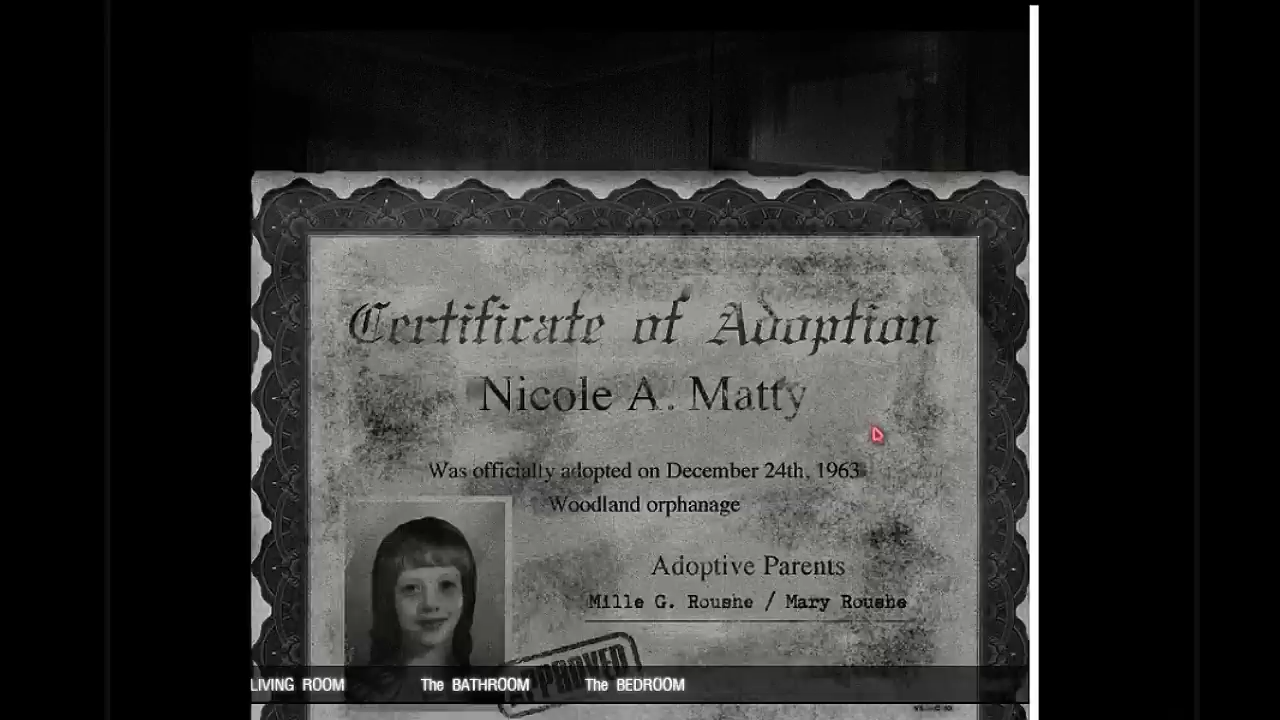 Certificate of Adoption
Nicole A. Matty
Was officially adopted on December 24th, 1963
Woodland orphanage
Adoptive Parents
Mille G. Roushe / Mary Roushe
APPROVED
LIVING ROOM The BATHROOM The BEDROOM